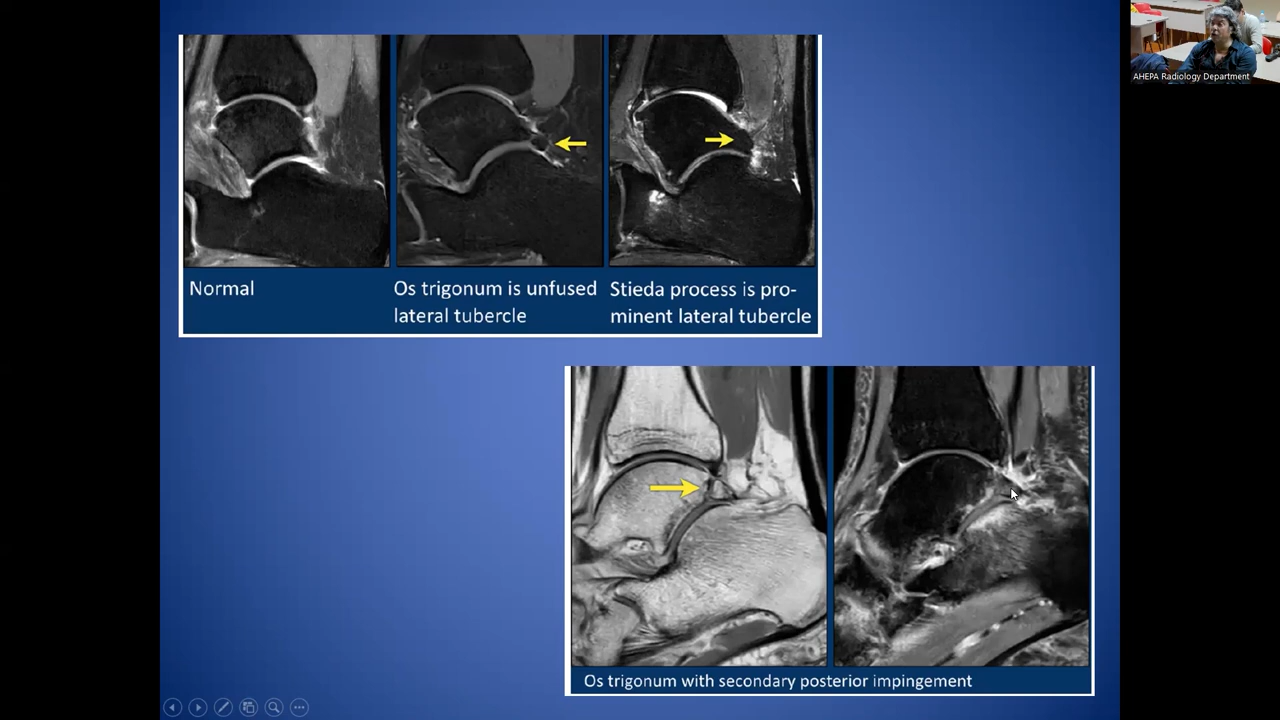 AHEPA Radiology Department
Normal
Os trigonum is unfused
lateral tubercle
Stieda process is pro-
minent lateral tubercle
Os trigonum with secondary posterior impingement